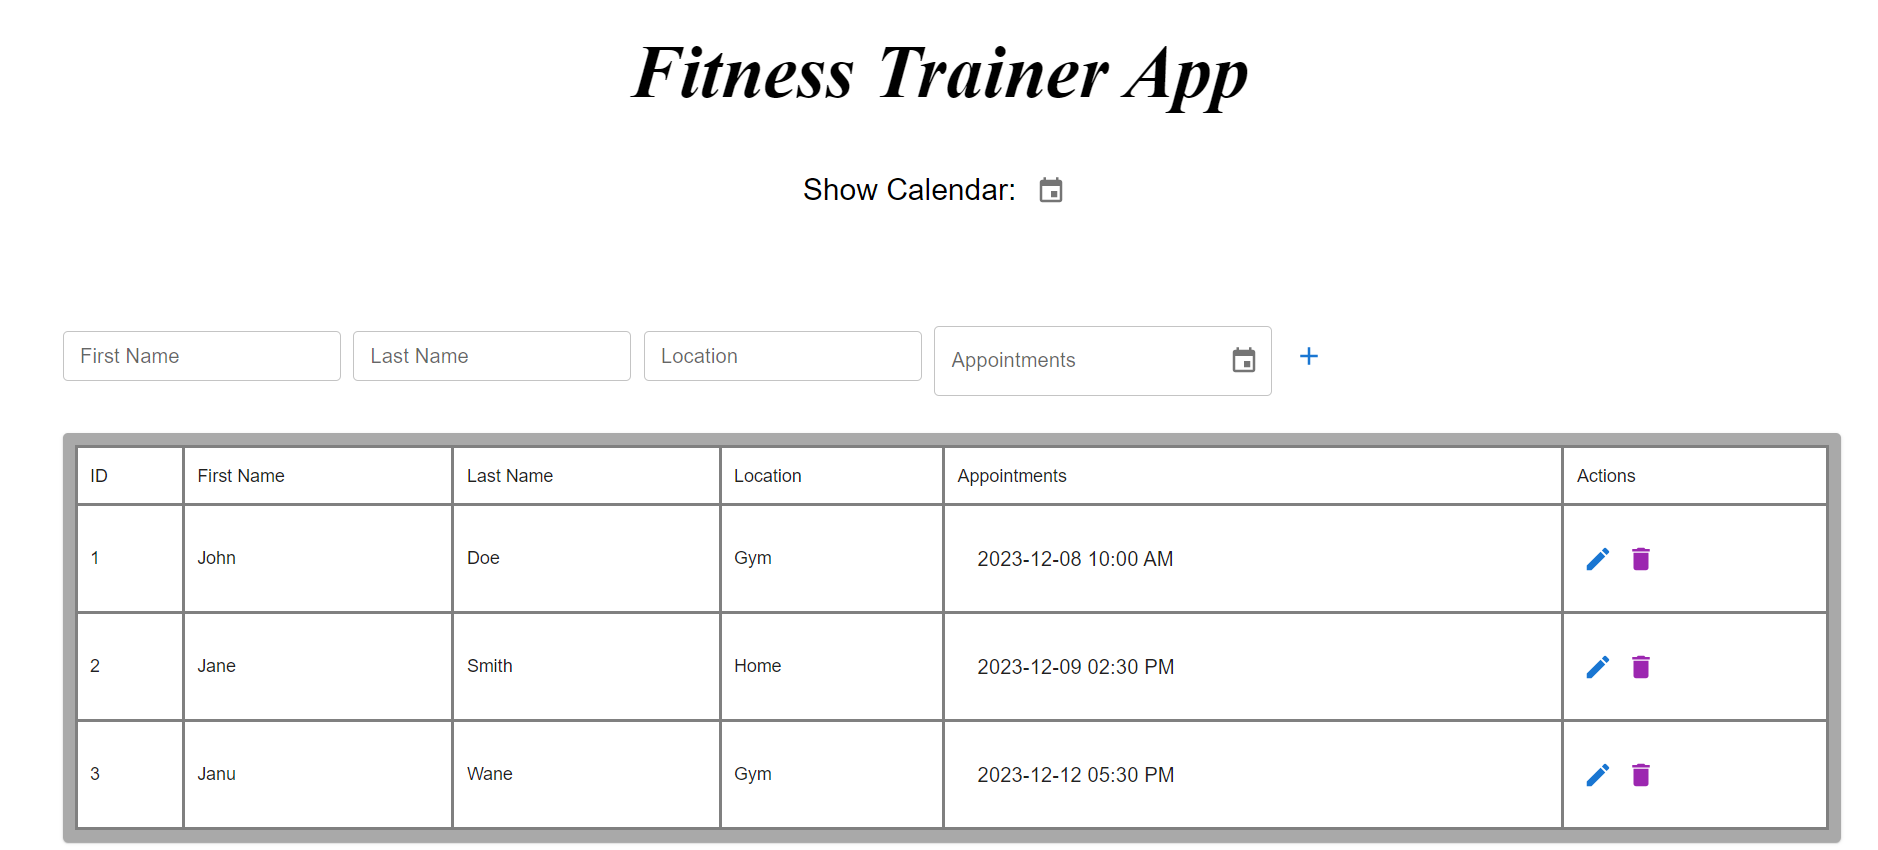 Fitness Trainer App
Show Calendar:
First Name Last Name Location Appointments
ID First Name Last Name Location Appointments Actions
1 John Doe Gym 2023-12-08 10:00 AM
2 Jane Smith Home 2023-12-09 02:30 PM
3 Janu Wane Gym 2023-12-12 05:30 PM